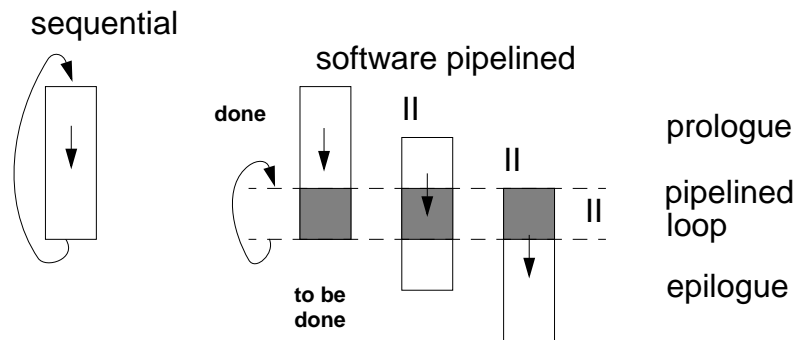 sequential
software pipelined
done
II
prologue
II
pipelined
loop
II
to be
done
epilogue